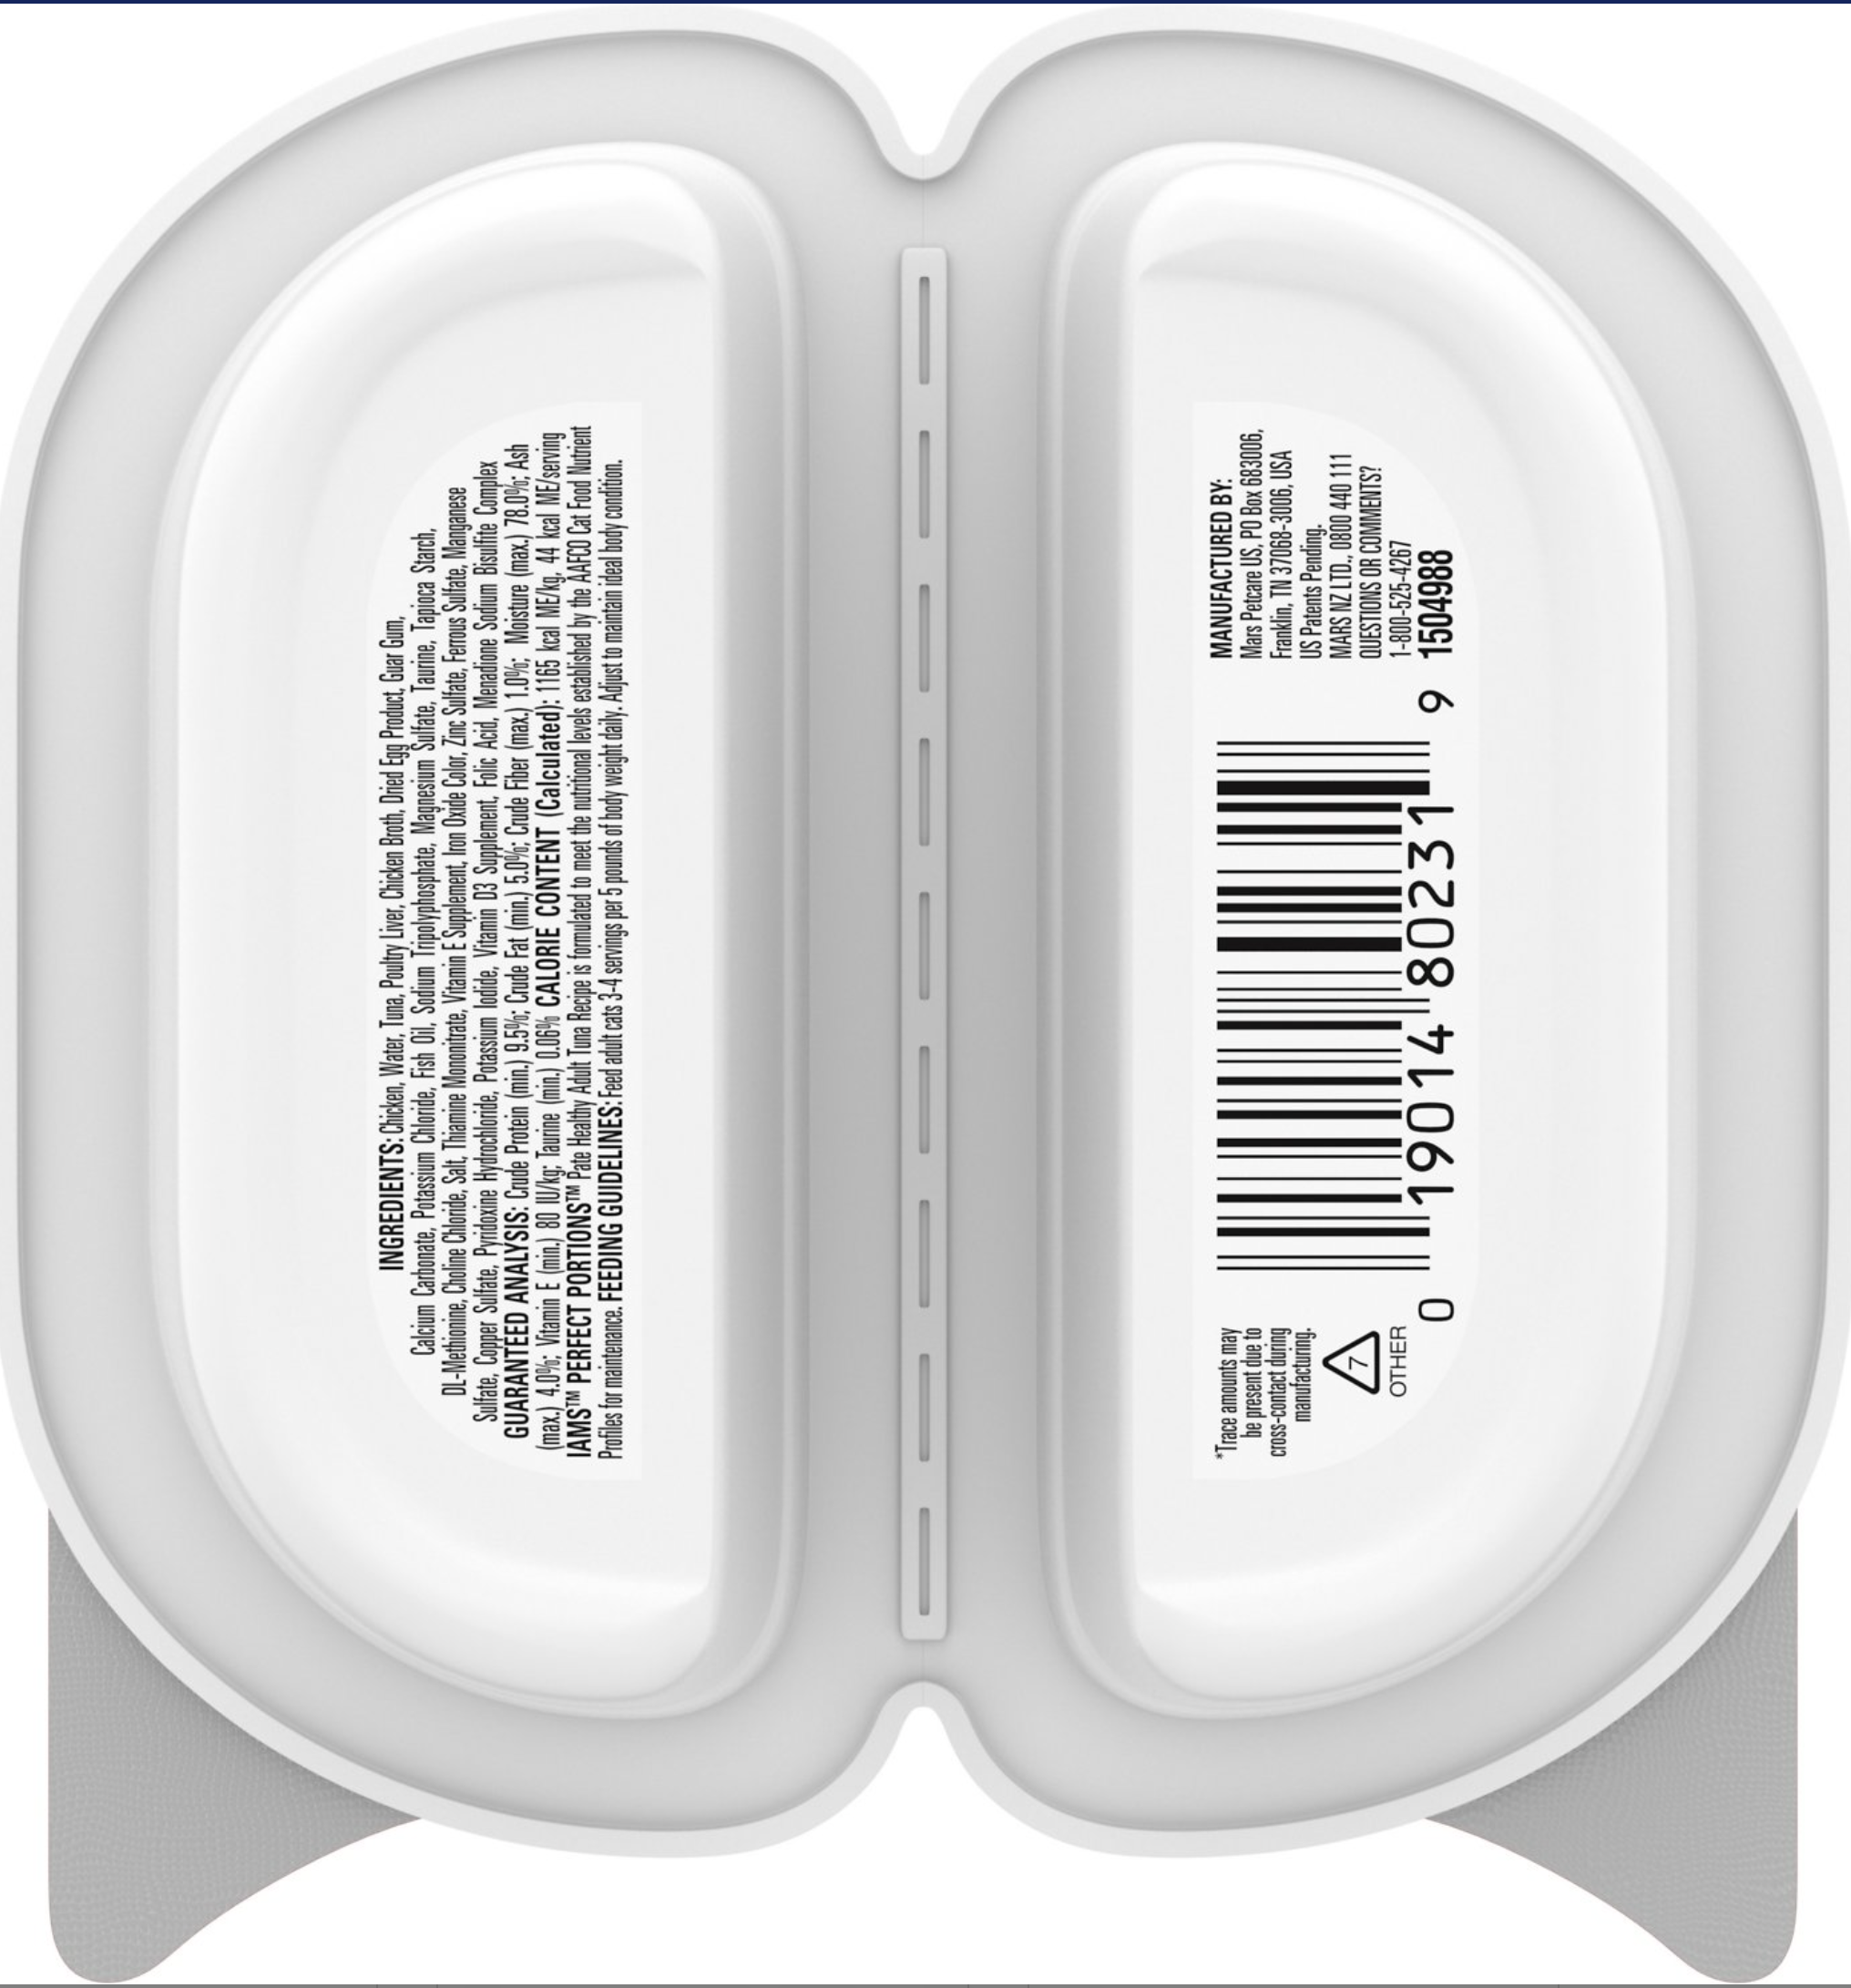 INGREDIENTS: Chicken, Water, Tuna, Poultry Liver, Chicken Broth, Dried Egg Product, Guar Gum,
Calcium Carbonate, Potassium Chloride, Fish Oil, Sodium Tripolyphosphate, Magnesium Sulfate, Taurine, Tapioca Starch,
DL-Methionine, Choline Chloride, Salt, Thiamine Mononitrate, Vitamin E Supplement, Iron Oxide Color, Zinc Sulfate, Ferrous Sulfate, Manganese
Sulfate, Copper Sulfate, Pyridoxine Hydrochloride, Potassium Iodide, Vitamin D3 Supplement, Folic Acid, Menadione Sodium Bisulfite Complex
GUARANTEED ANALYSIS: Crude Protein (min.) 9.5%; Crude Fat (min.) 5.0%; Crude Fiber (max.) 1.0%; Moisture (max.) 78.0%; Ash
(max.) 4.0%; Vitamin E (min.) 80 IU/kg; Taurine (min.) 0.06% CALORIE CONTENT (Calculated): 1165 kcal ME/kg, 44 kcal ME/serving
IAMS™ PERFECT PORTIONS™ Pate Healthy Adult Tuna Recipe is formulated to meet the nutritional levels established by the AAFCO Cat Food Nutrient
Profiles for maintenance. FEEDING GUIDELINES: Feed adult cats 3-4 servings per 5 pounds of body weight daily. Adjust to maintain ideal body condition.
*Trace amounts may
be present due to
cross-contact during
manufacturing.
7
OTHER
0 19014 80231 9
MANUFACTURED BY:
Mars Petcare US, PO Box 683006,
Franklin, TN 37068-3006, USA
US Patents Pending.
MARS NZ LTD., 0800 440 111
QUESTIONS OR COMMENTS?
1-800-525-4267
1504988